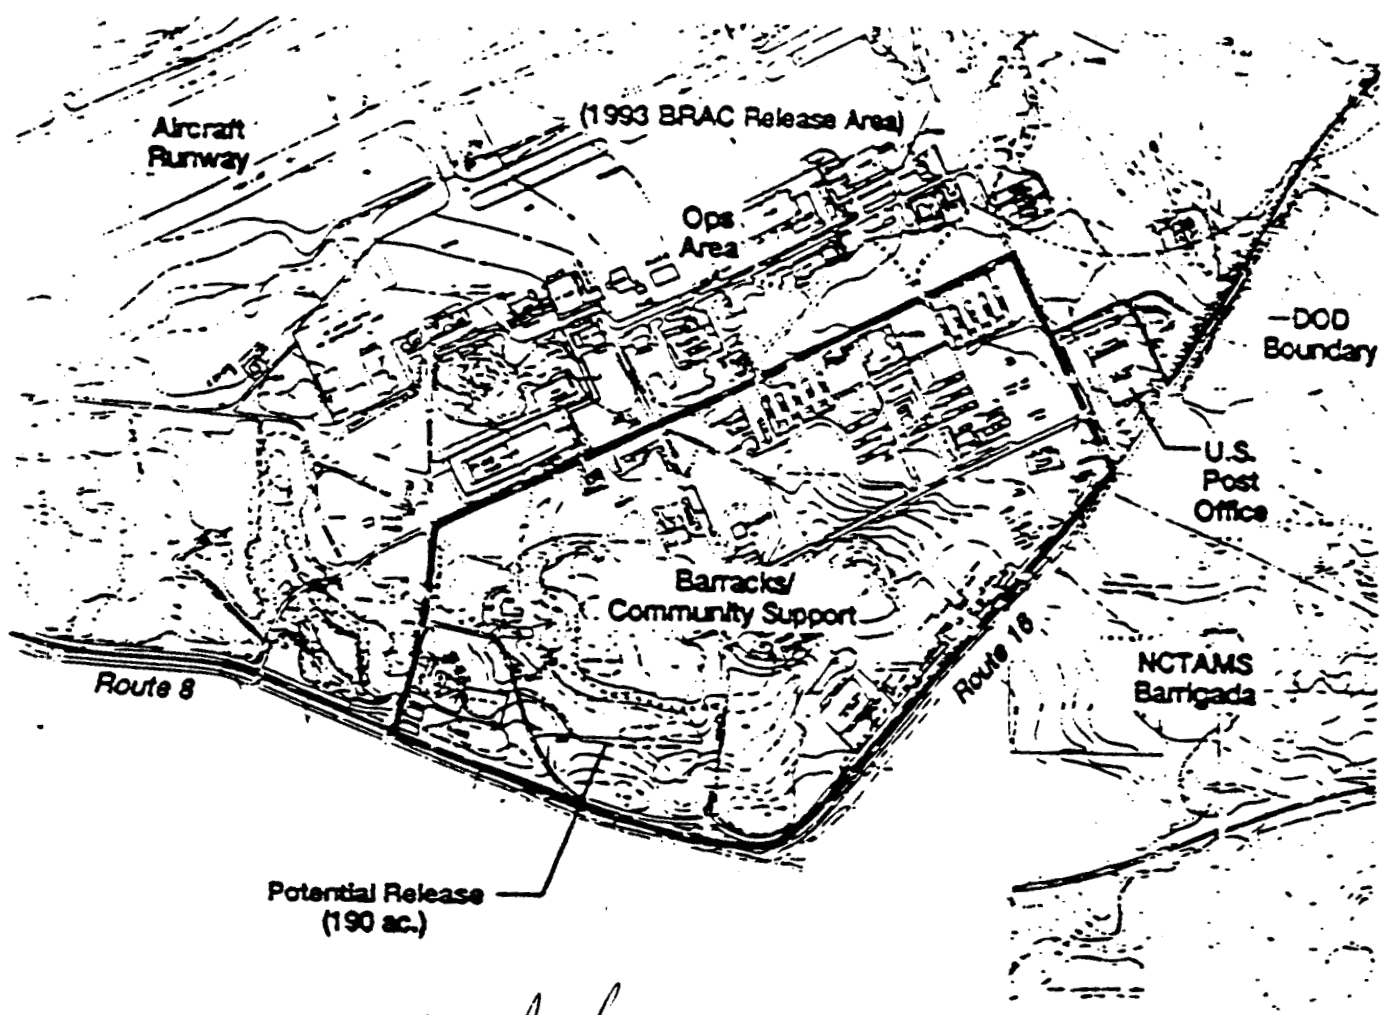 (1993 BRAC Release Area)
Aircraft
Runway
Ops
Area
DOD
Boundary
U.S.
Post
Office
Barracks/
Community Support
Route 16
NCTAMS
Barrigada
Route 8
Potential Release
(190 ac.)